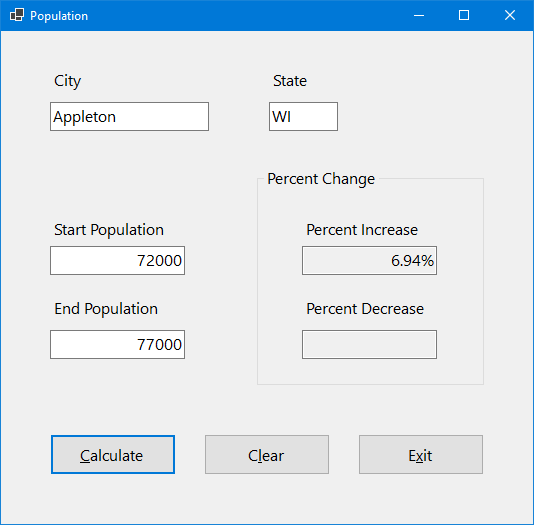 Population
City
State
Appleton
WI
Percent Change
Start Population
Percent Increase
72000
6.94%
End Population
Percent Decrease
77000
Calculate
Clear
Exit